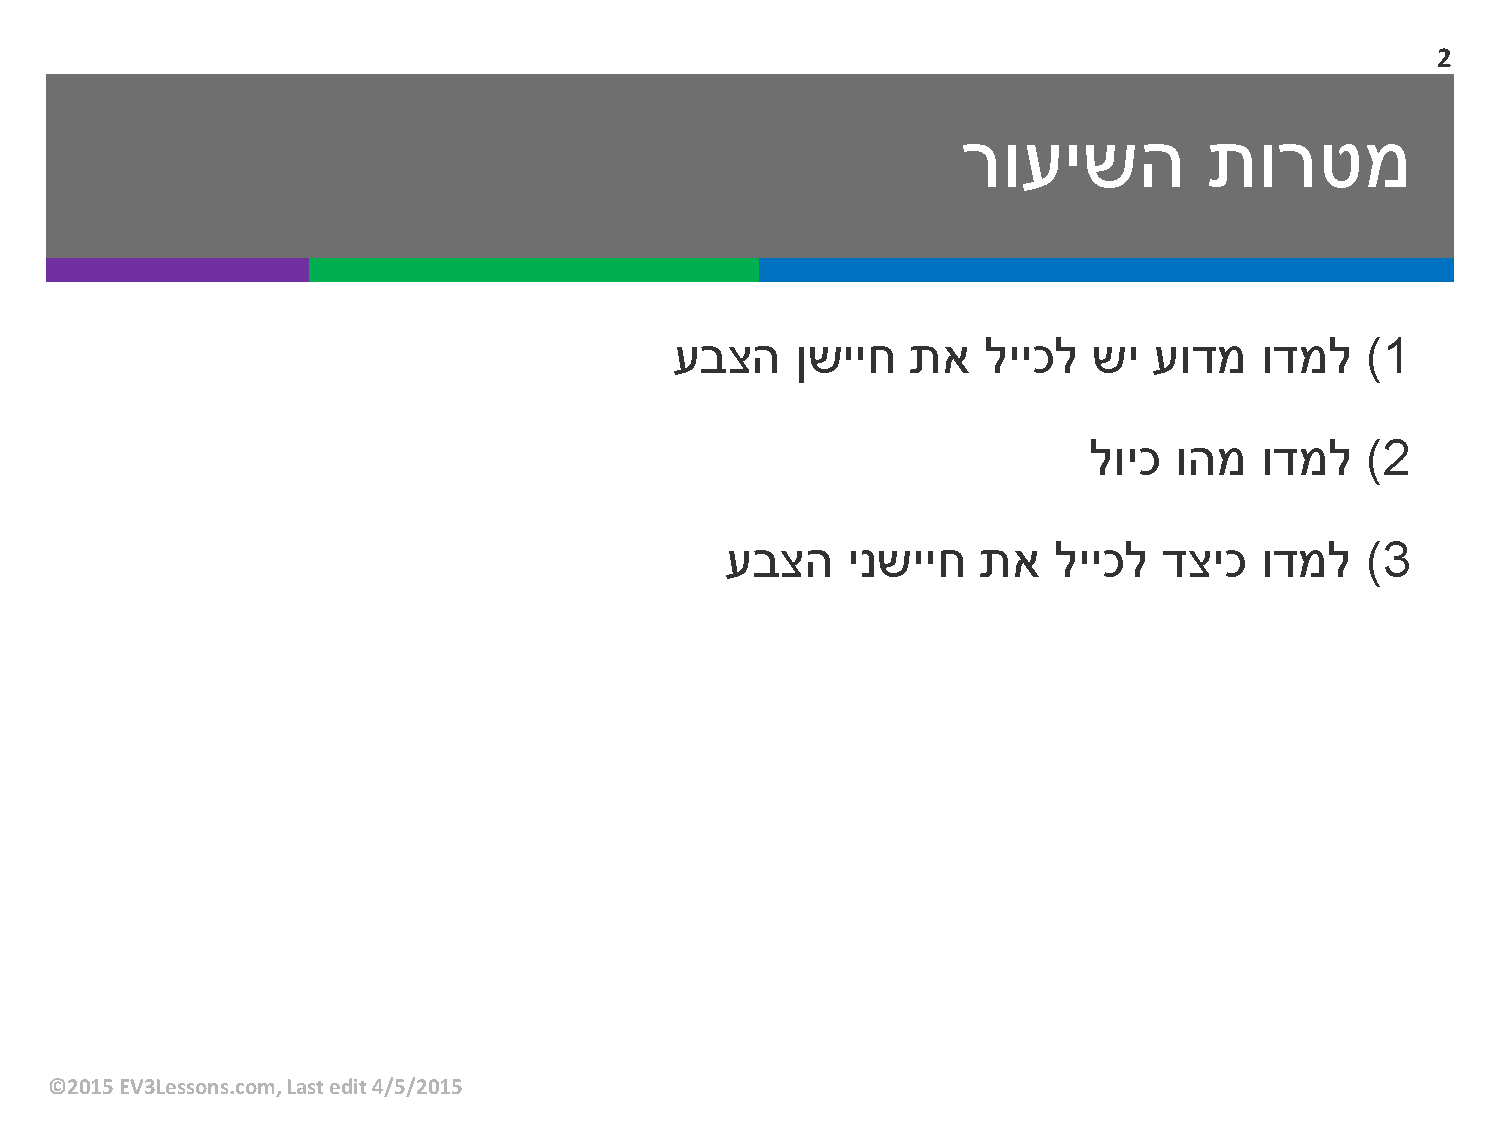 2
מטרות השיעור
1) למדו מדוע יש לכייל את חיישן הצבע
2) למדו מהו כיול
3) למדו כיצד לכייל את חיישני הצבע
©2015 EV3Lessons.com, Last edit 4/5/2015